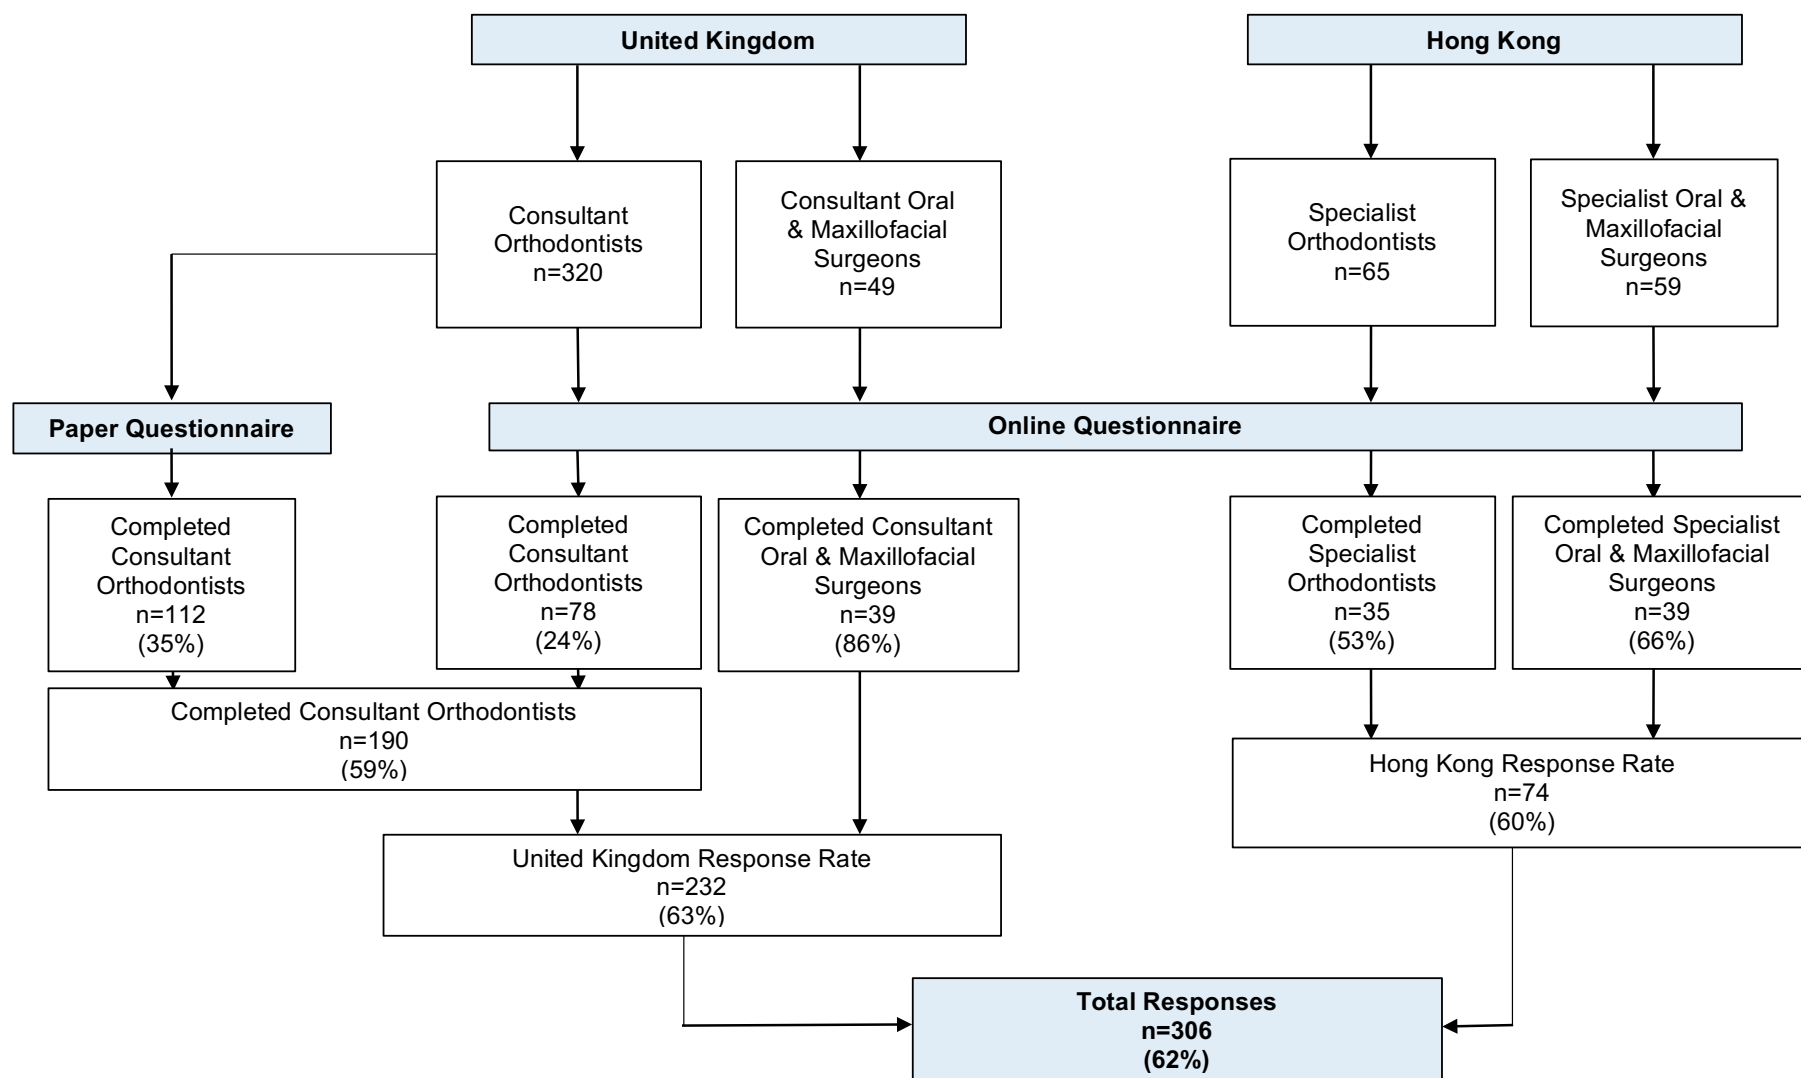 United Kingdom
Hong Kong
Consultant
Orthodontists
n=320
Consultant Oral
& Maxillofacial
Surgeons
n=49
Specialist
Orthodontists
n=65
Specialist Oral &
Maxillofacial
Surgeons
n=59
Paper Questionnaire
Online Questionnaire
Completed
Consultant
Orthodontists
n=112
(35%)
Completed
Consultant
Orthodontists
n=78
(24%)
Completed Consultant
Oral & Maxillofacial
Surgeons
n=39
(86%)
Completed
Specialist
Orthodontists
n=35
(53%)
Completed Specialist
Oral & Maxillofacial
Surgeons
n=39
(66%)
Completed Consultant Orthodontists
n=190
(59%)
Hong Kong Response Rate
n=74
(60%)
United Kingdom Response Rate
n=232
(63%)
Total Responses
n=306
(62%)